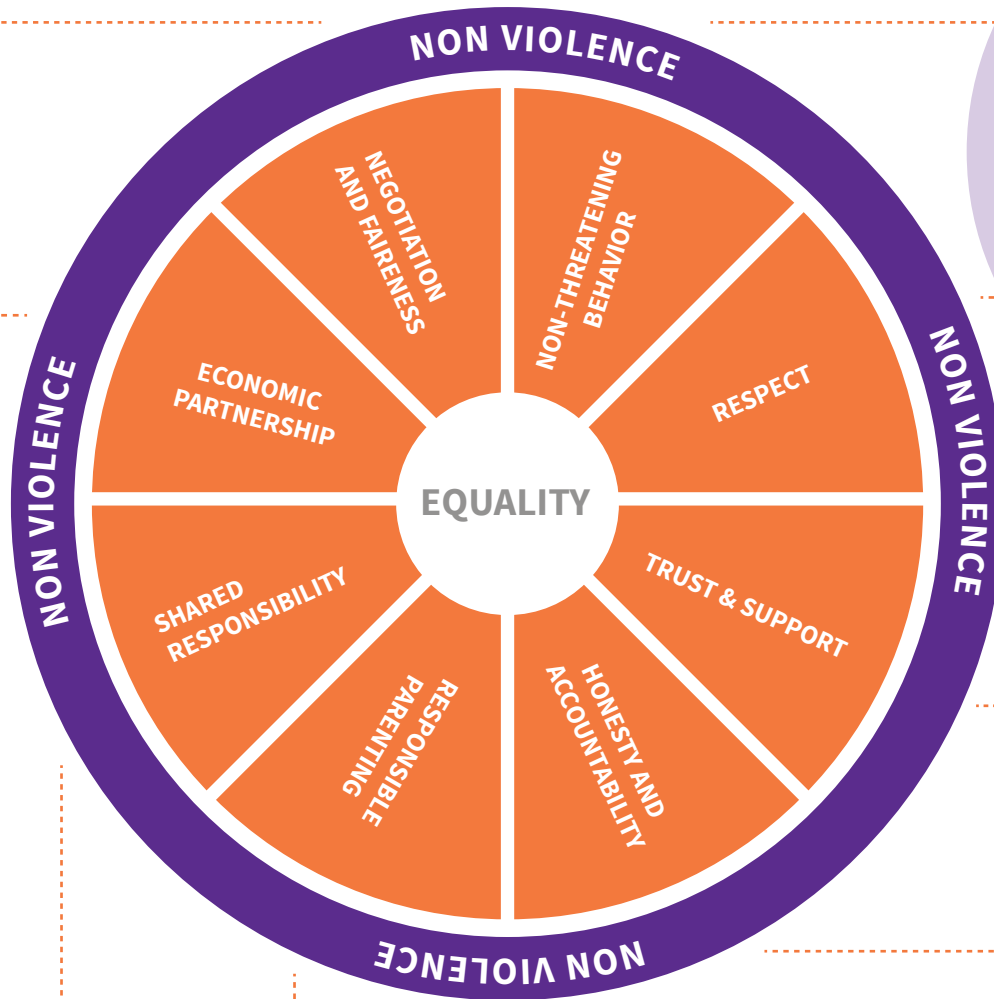 NON VIOLENCE
NEGOTIATION
AND FAIRENESS
NON-THREATENING
BEHAVIOR
ECONOMIC
PARTNERSHIP
RESPECT
NON VIOLENCE
NON VIOLENCE
EQUALITY
SHARED
RESPONSIBILITY
TRUST & SUPPORT
RESPONSIBLE
PARENTING
HONESTY AND
ACCOUNTABILITY
NON VIOLENCE